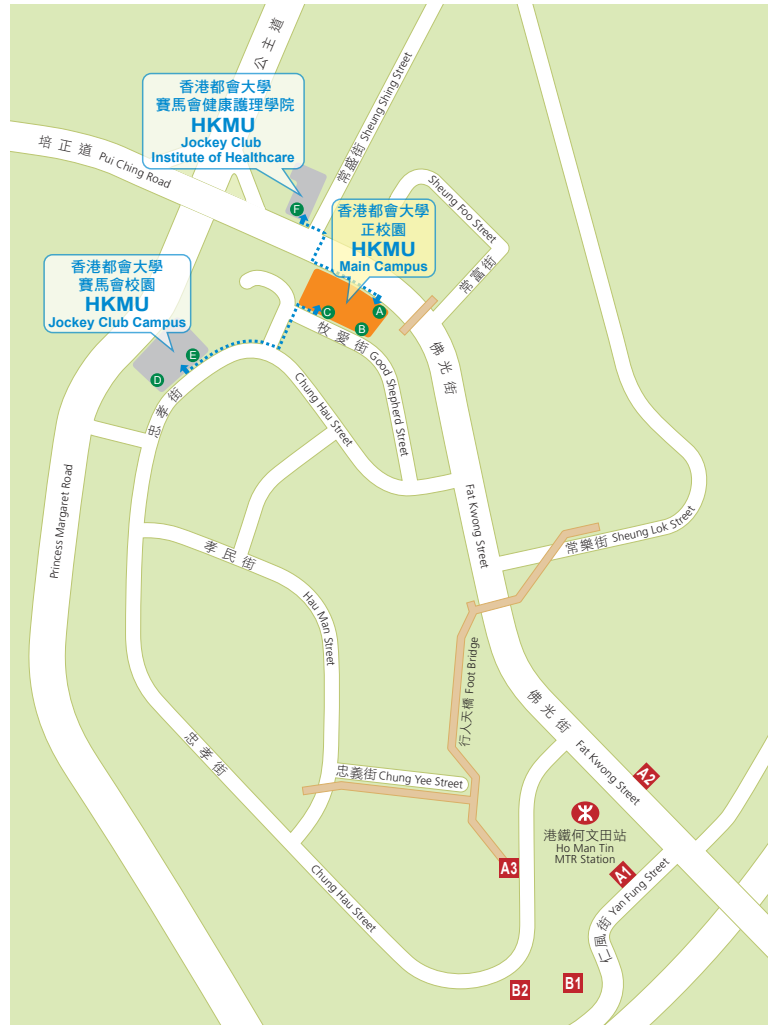 公主道
香港都會大學
賽馬會健康護理學院
HKMU
Jockey Club
Institute of Healthcare
培正道 Pui Ching Road
常盛街 Sheung Shing Street
F
Sheung Foo Street
常富街
香港都會大學
正校園
HKMU
Main Campus
香港都會大學
賽馬會校園
HKMU
Jockey Club Campus
A
C
B
E
D
牧愛街 Good Shepherd Street
佛光街
忠孝街
Chung Hau Street
Princess Margaret Road
Fat Kwong Street
常樂街 Sheung Lok Street
孝民街
Hau Man Street
行人天橋 Foot Bridge
佛光街
Fat Kwong Street
忠孝街
忠義街 Chung Yee Street
A2
港鐵何文田站
Ho Man Tin
MTR Station
A3
A1
仁風街 Yan Fung Street
Chung Hau Street
B2
B1